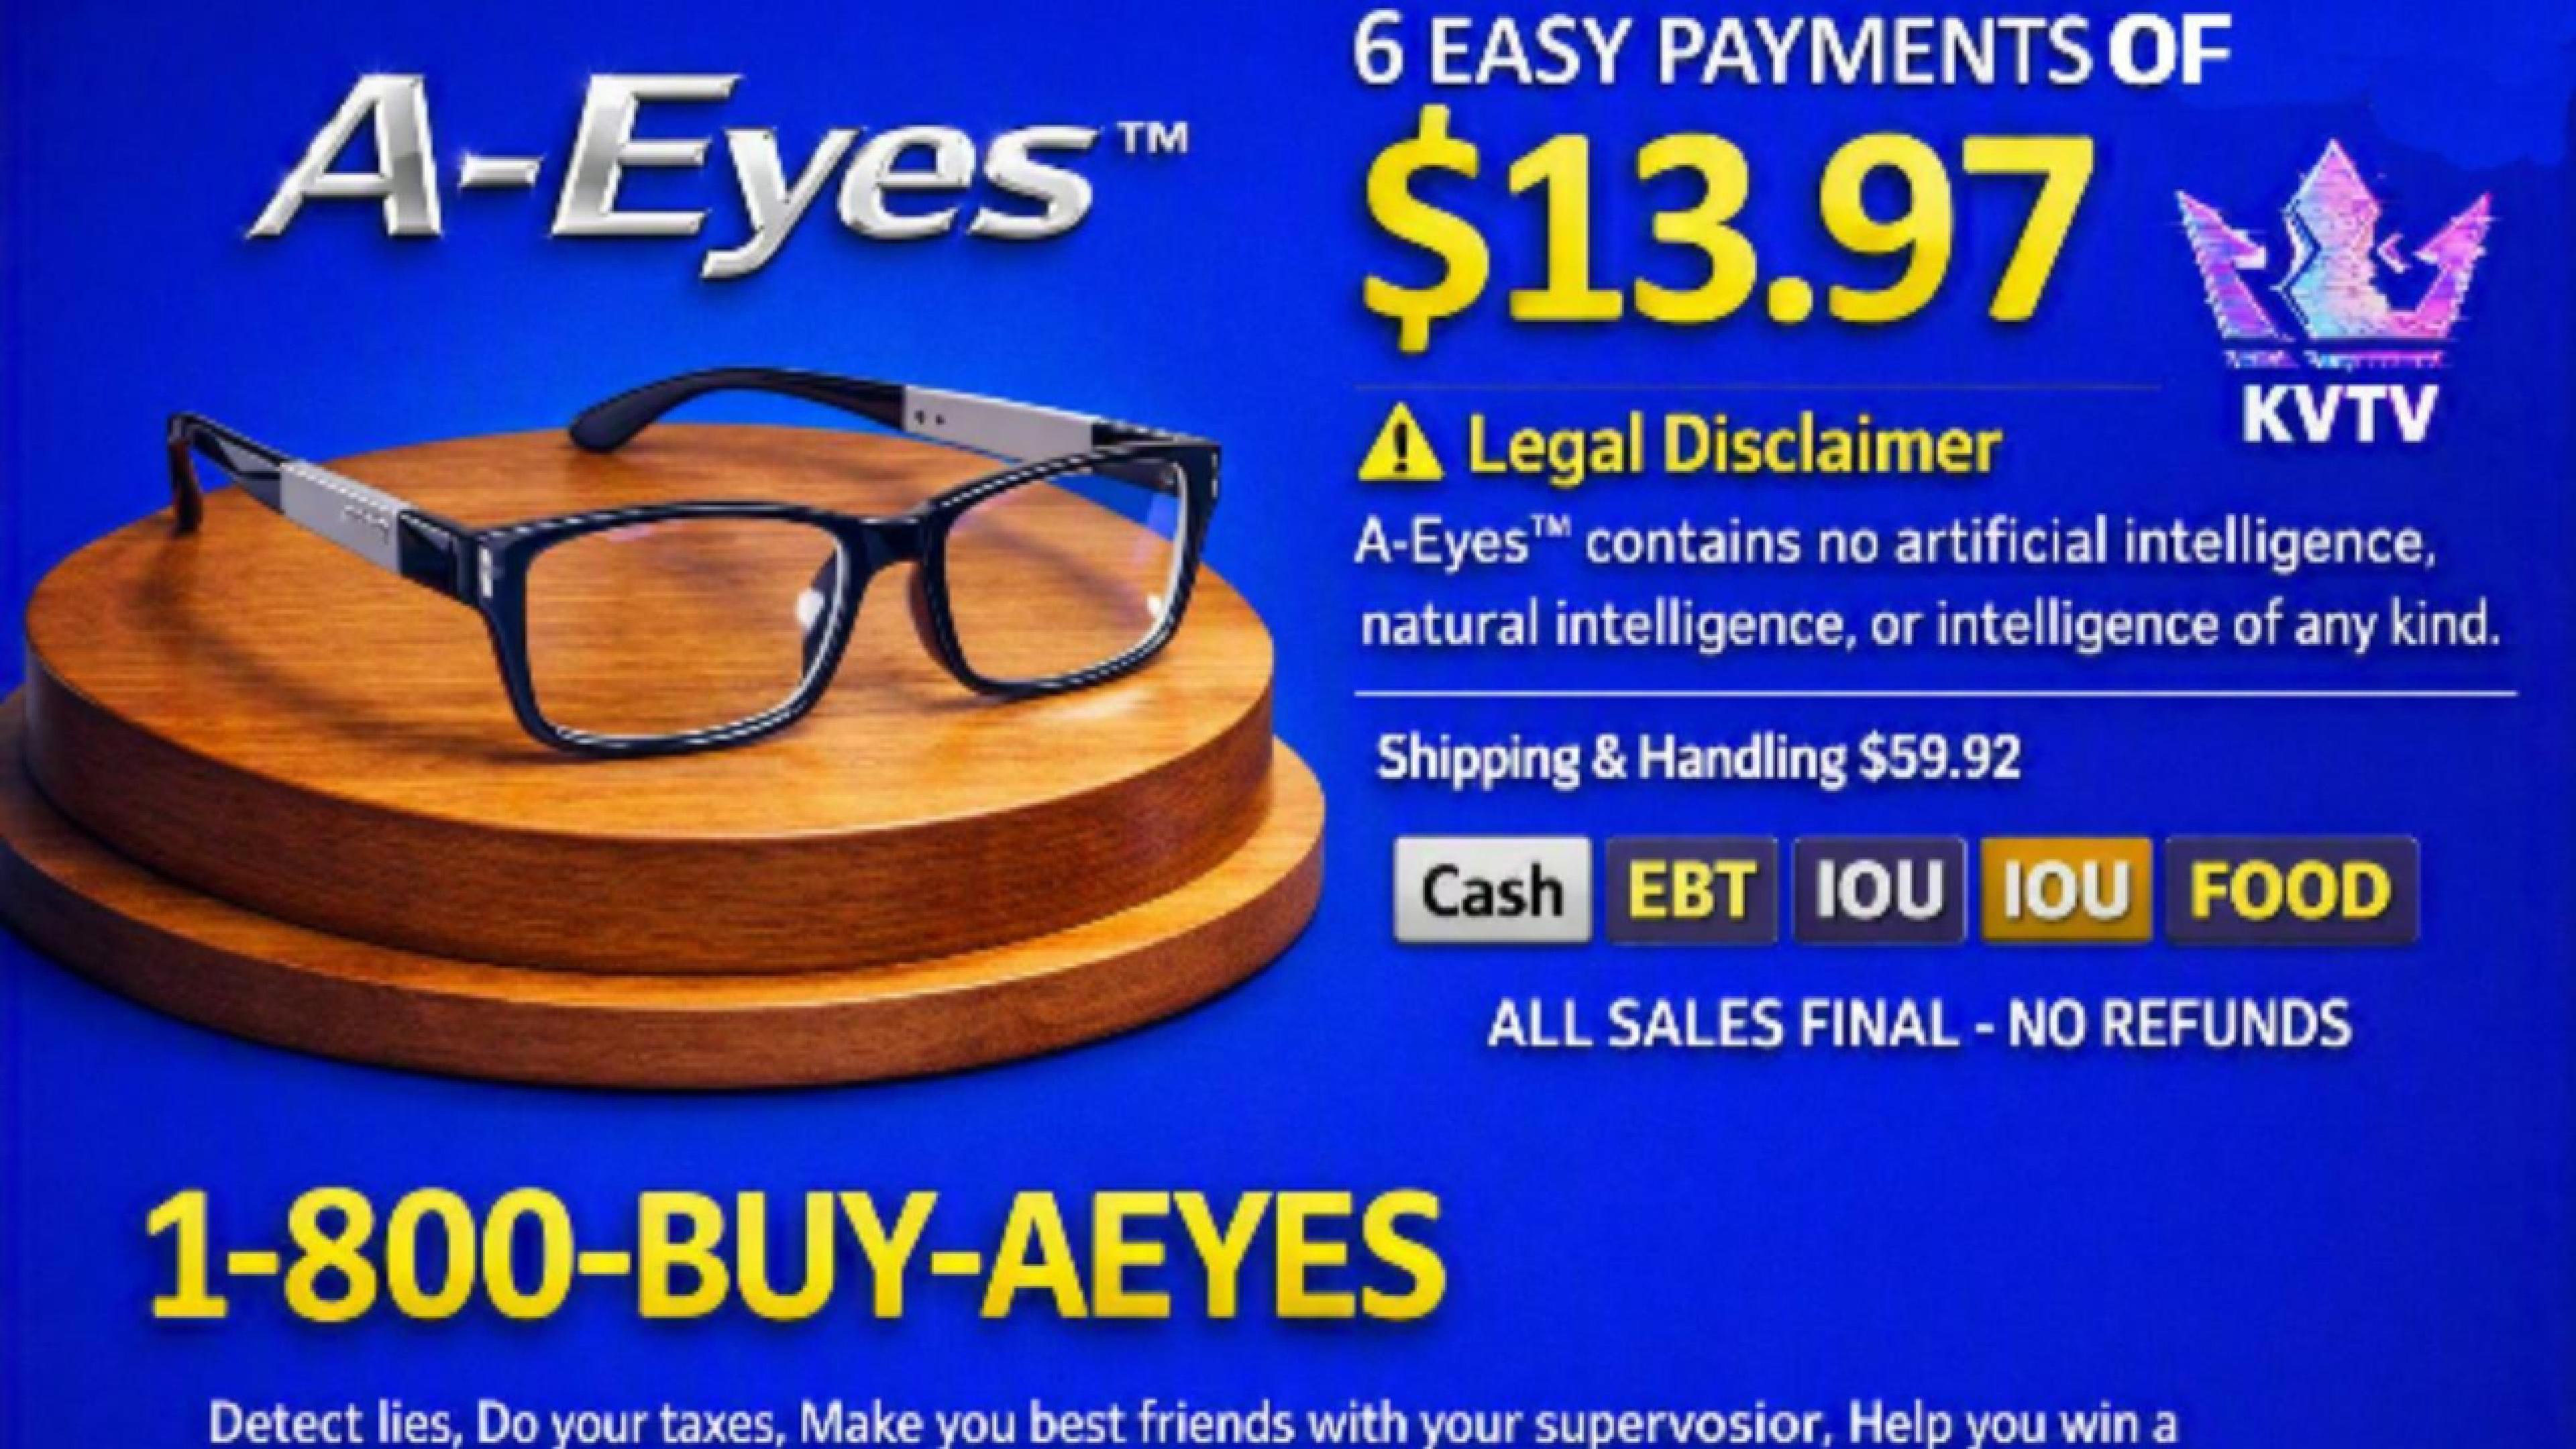 A-Eyes™
6 EASY PAYMENTS OF
$13.97
KVTV
Legal Disclaimer
A-Eyes™ contains no artificial intelligence,
natural intelligence, or intelligence of any kind.
Shipping & Handling $59.92
Cash EBT IOU IOU FOOD
ALL SALES FINAL - NO REFUNDS
1-800-BUY-AEYES
Detect lies, Do your taxes, Make you best friends with your supervosior, Help you win a